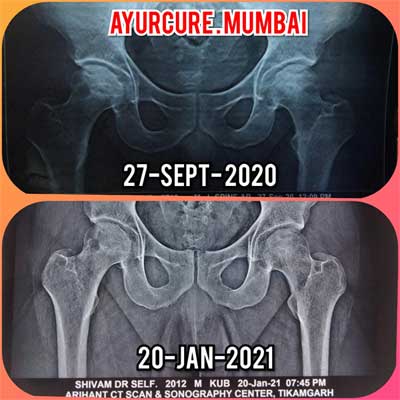 AYURCURE.MUMBAI
27-SEPT-2020
20-JAN-2021
SHIVAM DR SELF. 2012 M KUB 20-Jan-21 07:45 PM
ARIHANT CT SCAN & SONOGRAPHY CENTER, TIKAMGARH